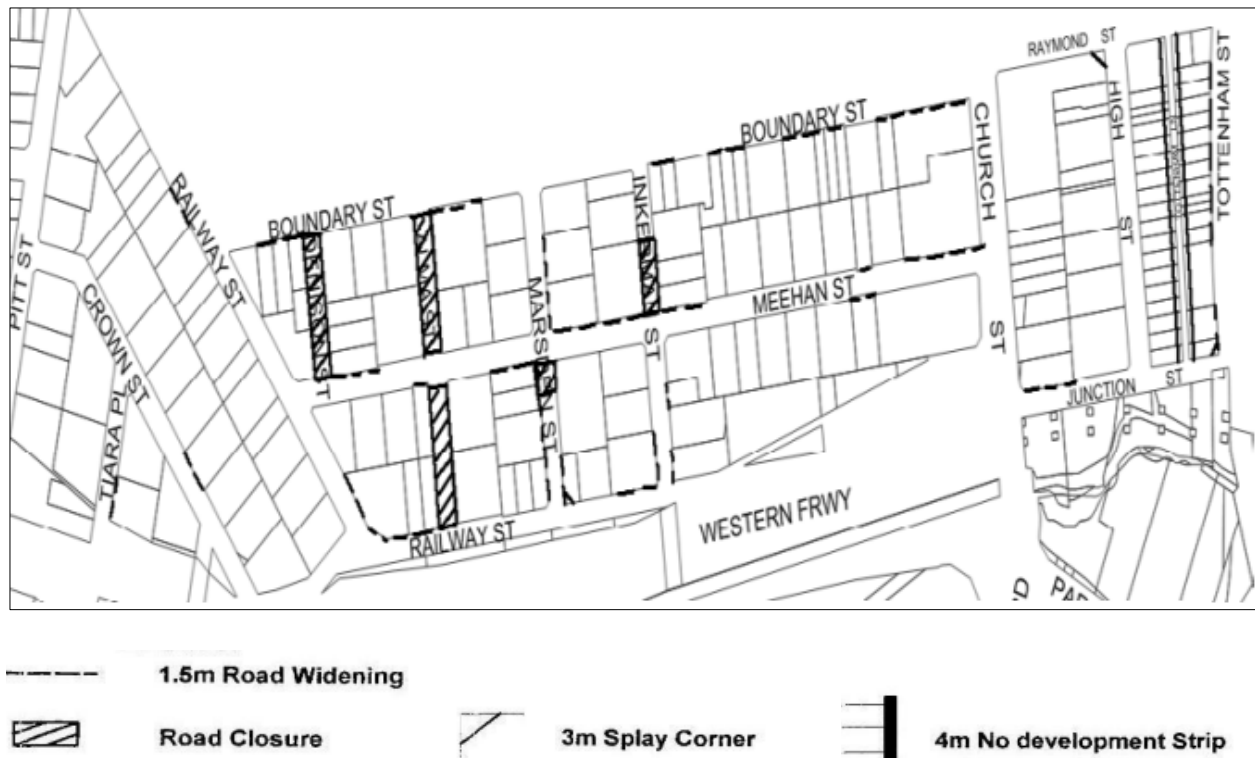 RAYMOND ST
HIGH ST
TOTTENHAM ST
BOUNDARY ST
CHURCH ST
RAILWAY ST
BOUNDARY ST
PITT ST
CROWN ST
MARSDEN ST
MEEHAN ST
ST
JUNCTION ST
TIARA PL
WESTERN FRWY
RAILWAY ST
1.5m Road Widening
Road Closure
3m Splay Corner
4m No development Strip